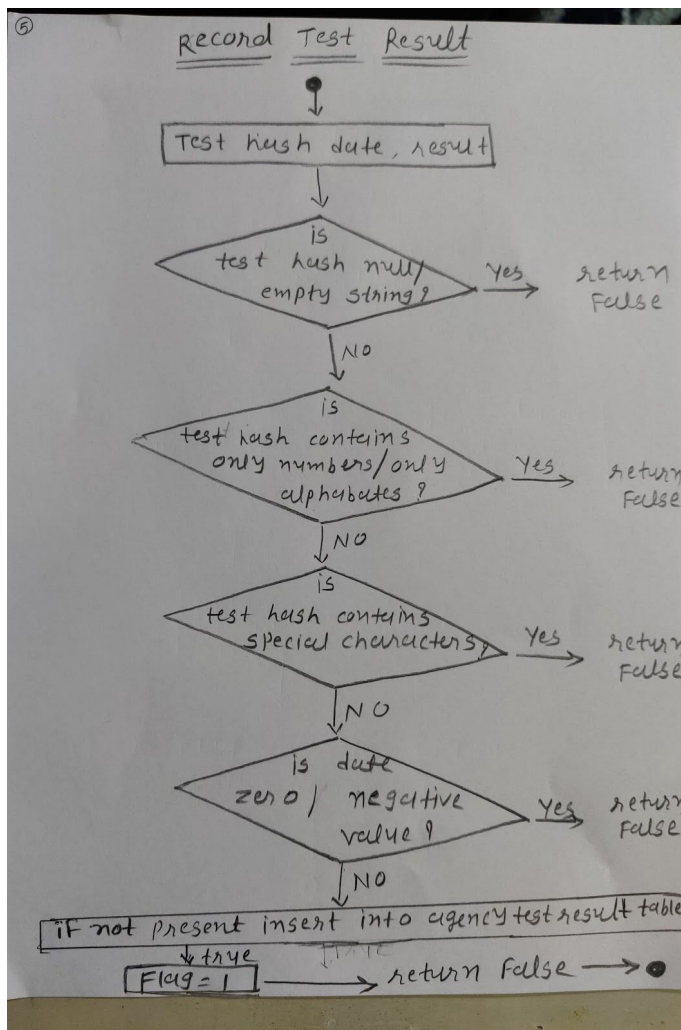 5
Record Test Result
Test hash date, result
is
test hash null/
empty string?
Yes
return
False
NO
is
test hash contains
only numbers/only
alphabates?
Yes
return
False
NO
is
test hash contains
special characters?
Yes
return
False
NO
is date
zero/ negative
value?
Yes
return
False
NO
if not present insert into agency test result table
true
true
Flag = 1
return False